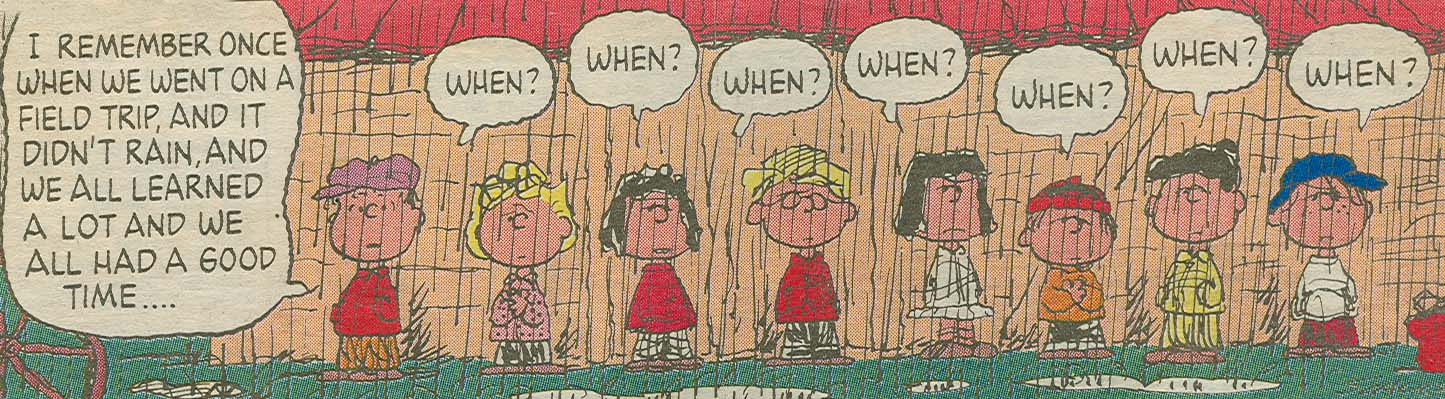 I REMEMBER ONCE
WHEN WE WENT ON A
FIELD TRIP, AND IT
DIDN'T RAIN, AND
WE ALL LEARNED
A LOT AND WE
ALL HAD A GOOD
TIME....
WHEN?
WHEN?
WHEN?
WHEN?
WHEN?
WHEN?
WHEN?